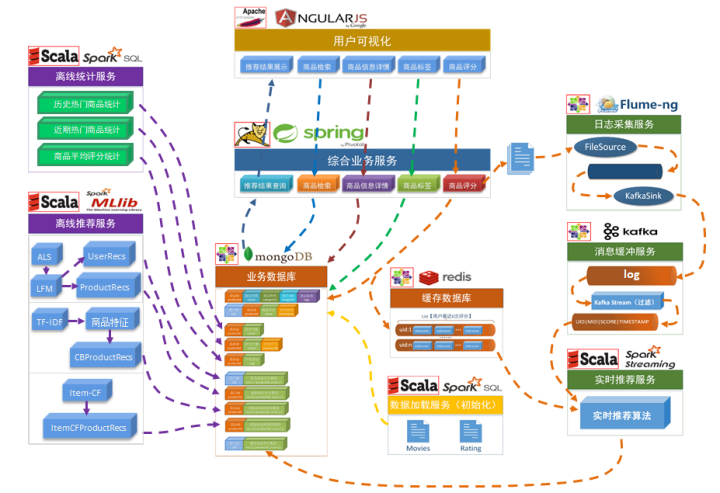 Apache
ANGULARJS
by Google
用户可视化
推荐结果展示
商品检索
商品信息详情
商品标签
商品评分
Scala
Spark SQL
离线统计服务
历史热门商品统计
近期热门商品统计
商品平均评分统计
spring
by Pivotal
综合业务服务
推荐结果查询
商品检索
商品信息详情
商品标签
商品评分
Flume-ng
日志采集服务
FileSource
KafkaSink
Scala
Spark
MLlib
离线推荐服务
ALS
UserRecs
LFM
ProductRecs
TF-IDF
商品特征
CBProductRecs
Item-CF
ItemCFProductRecs
mongoDB
业务数据库
redis
缓存数据库
uid:1
uid:n
kafka
消息缓冲服务
log
Kafka Stream（过滤）
UID|MID|SCORE|TIMESTAMP
Scala
Spark SQL
数据加载服务（初始化）
Movies
Rating
Scala
Spark
Streaming
实时推荐服务
实时推荐算法